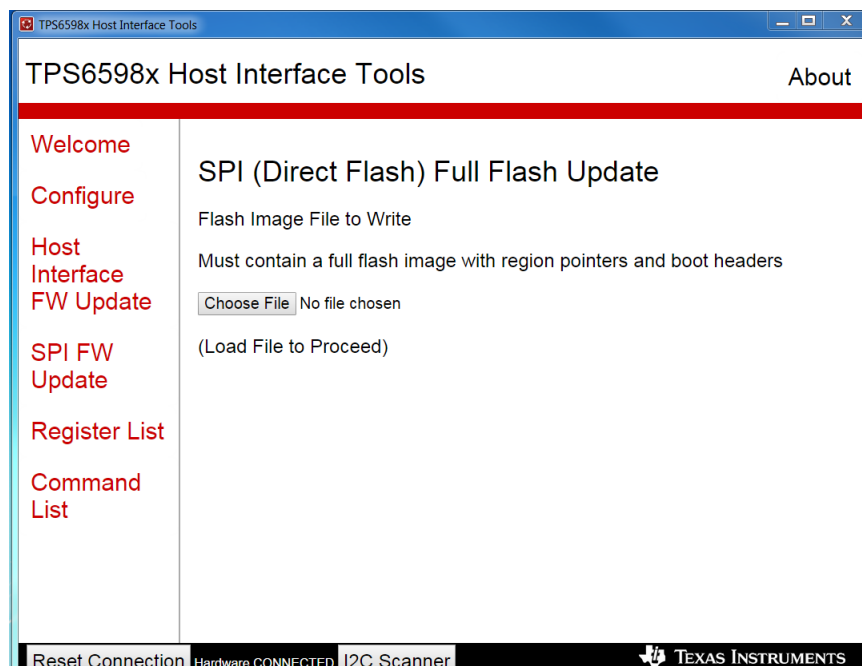 TPS6598x Host Interface Tools
TPS6598x Host Interface Tools
About
Welcome
Configure
Host
Interface
FW Update
SPI FW
Update
Register List
Command
List
SPI (Direct Flash) Full Flash Update
Flash Image File to Write
Must contain a full flash image with region pointers and boot headers
Choose File No file chosen
(Load File to Proceed)
Reset Connection Hardware CONNECTED I2C Scanner
TEXAS INSTRUMENTS